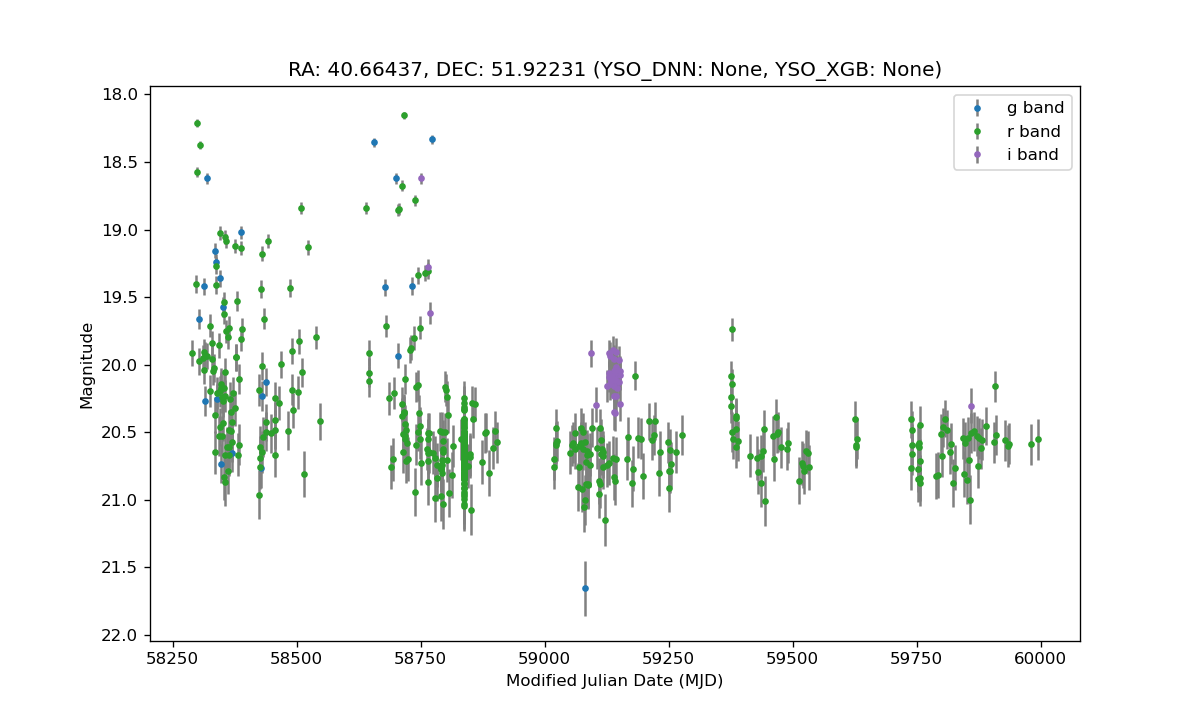 RA: 40.66437, DEC: 51.92231 (YSO_DNN: None, YSO_XGB: None)
g band
r band
i band
18.0
18.5
19.0
19.5
20.0
20.5
21.0
21.5
22.0
Magnitude
58250 58500 58750 59000 59250 59500 59750 60000
Modified Julian Date (MJD)